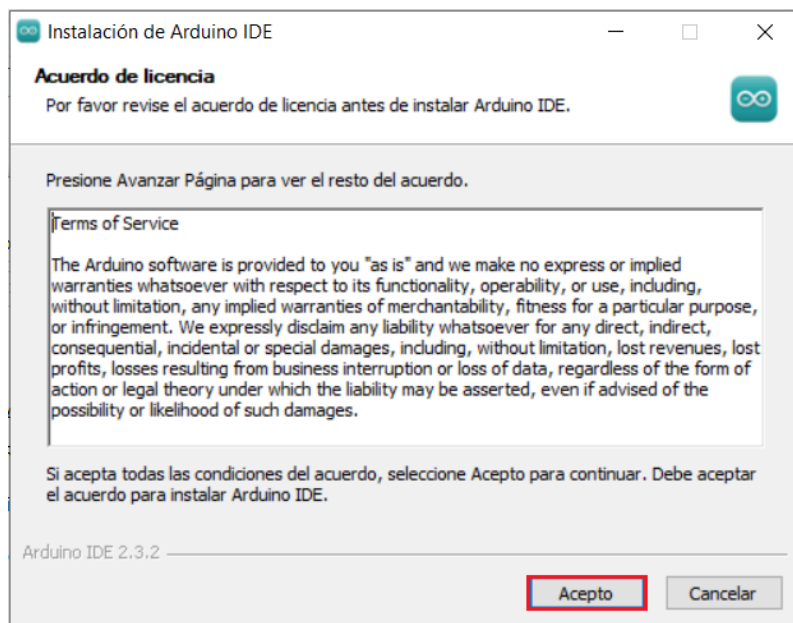 Instalación de Arduino IDE
Acuerdo de licencia
Por favor revise el acuerdo de licencia antes de instalar Arduino IDE.
Presione Avanzar Página para ver el resto del acuerdo.
Terms of Service
The Arduino software is provided to you "as is" and we make no express or implied
warranties whatsoever with respect to its functionality, operability, or use, including,
without limitation, any implied warranties of merchantability, fitness for a particular purpose,
or infringement. We expressly disclaim any liability whatsoever for any direct, indirect,
consequential, incidental or special damages, including, without limitation, lost revenues, lost
profits, losses resulting from business interruption or loss of data, regardless of the form of
action or legal theory under which the liability may be asserted, even if advised of the
possibility or likelihood of such damages.
Si acepta todas las condiciones del acuerdo, seleccione Acepto para continuar. Debe aceptar
el acuerdo para instalar Arduino IDE.
Arduino IDE 2.3.2
Acepto Cancelar